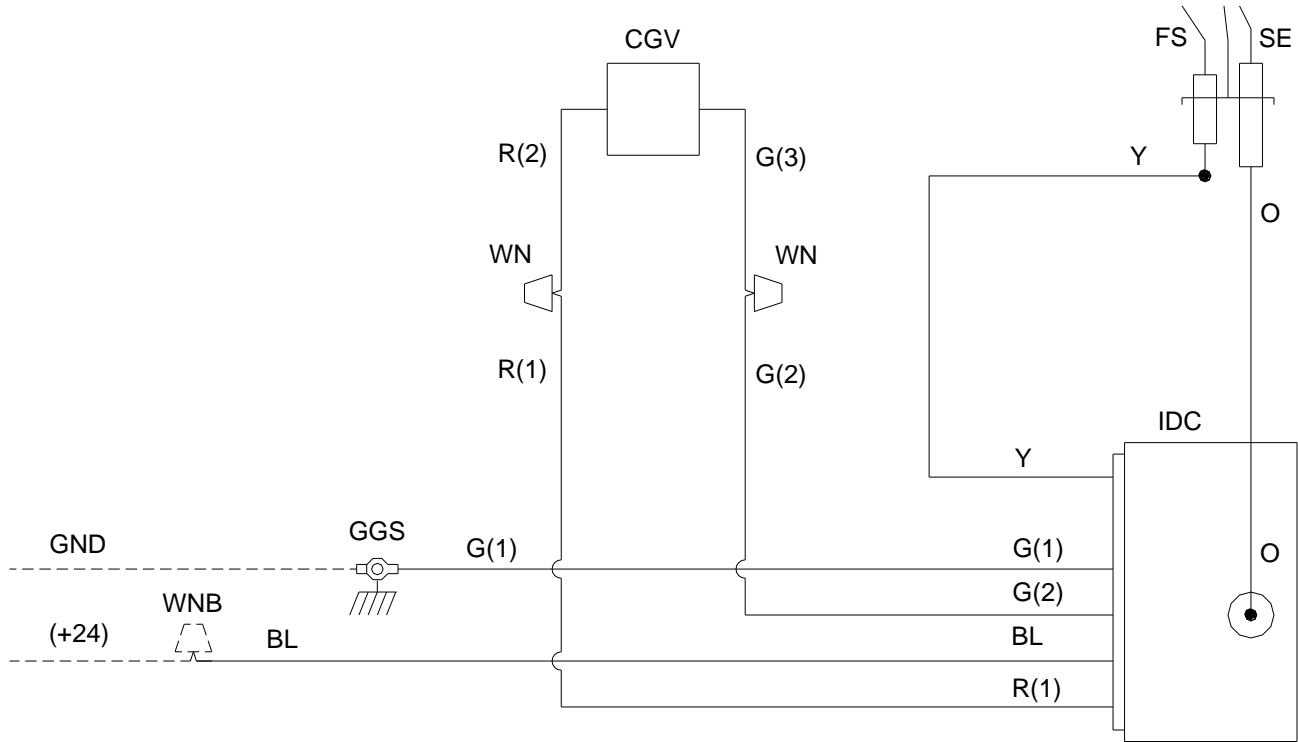 CGV
FS
SE
R(2)
G(3)
Y
O
WN
WN
R(1)
G(2)
IDC
Y
GND
GGS
G(1)
G(1)
O
G(2)
WNB
(+24)
BL
BL
R(1)